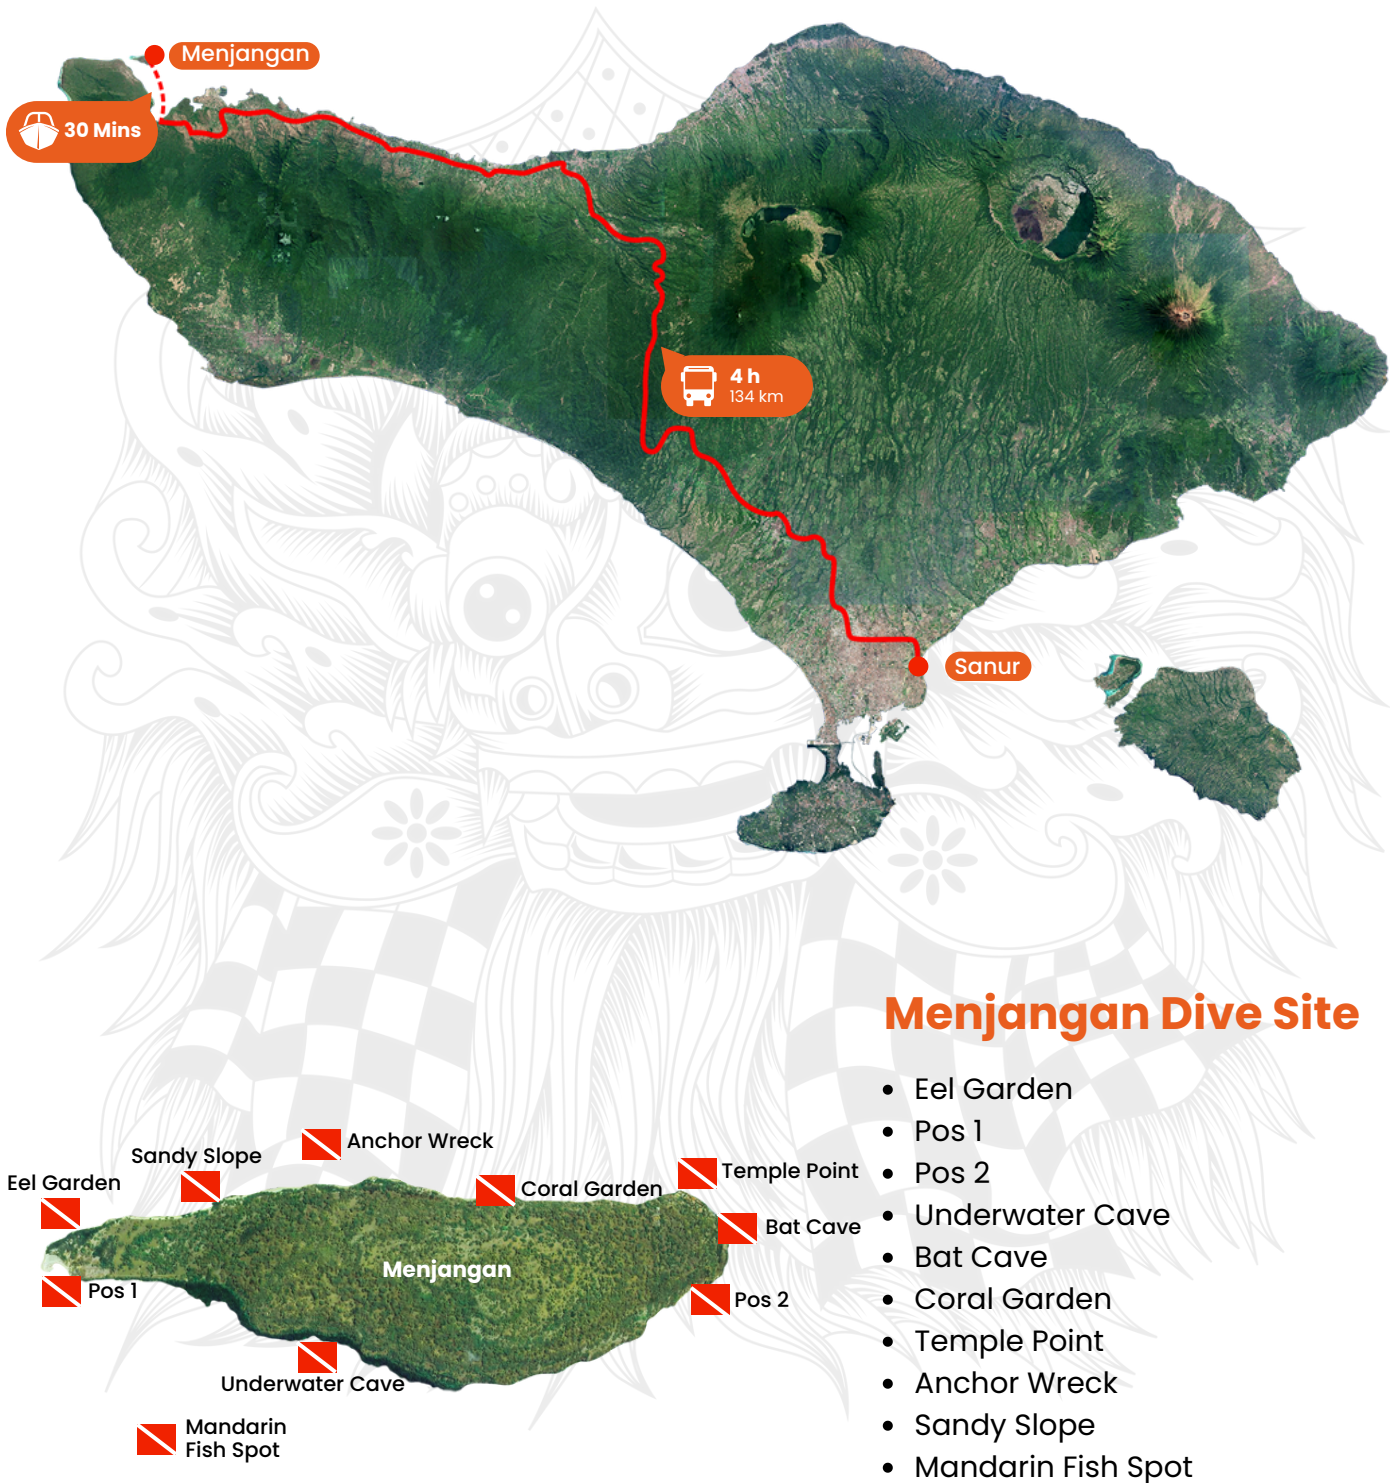 Menjangan
30 Mins
4 h
134 km
Sanur
Menjangan Dive Site
• Eel Garden
• Pos 1
• Pos 2
• Underwater Cave
• Bat Cave
• Coral Garden
• Temple Point
• Anchor Wreck
• Sandy Slope
• Mandarin Fish Spot
Anchor Wreck
Sandy Slope
Eel Garden
Coral Garden
Temple Point
Bat Cave
Menjangan
Pos 1
Pos 2
Underwater Cave
Mandarin
Fish Spot